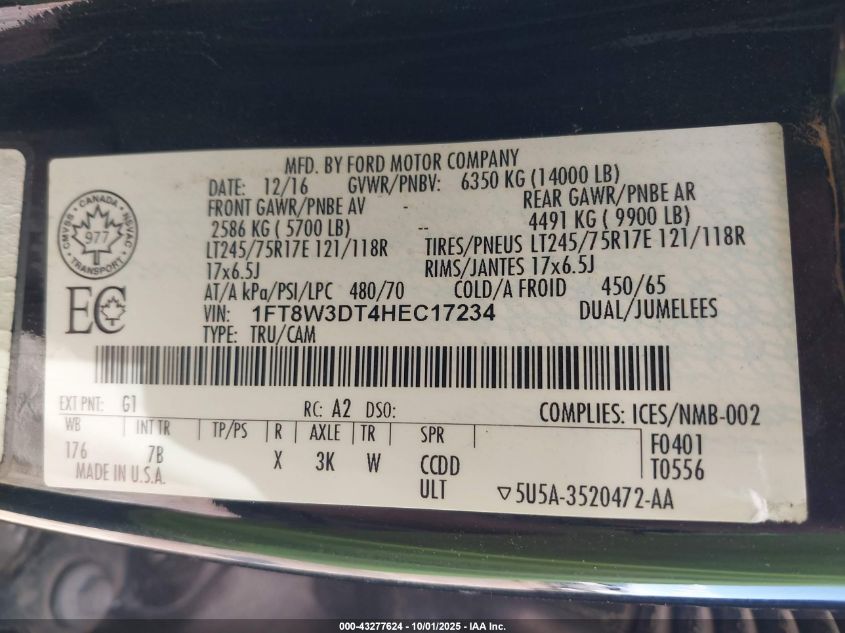 MFD. BY FORD MOTOR COMPANY
DATE: 12/16 GVWR/PNBV: 6350 KG (14000 LB)
FRONT GAWR/PNBE AV - REAR GAWR/PNBE AR
2586 KG ( 5700 LB) -- 4491 KG ( 9900 LB)
LT245/75R17E 121/118R TIRES/PNEUS LT245/75R17E 121/118R
17x6.5J RIMS/JANTES 17x6.5J
AT/A kPa/PSI/LPC 480/70 COLD/A FROID 450/65
VIN: 1FT8W3DT4HEC17234 DUAL/JUMELEES
TYPE: TRU/CAM
CANADA
CMVSS NCVAC
977
TRANSPORT
EC
EXT PNT: G1 RC: A2 DSO: COMPLIES: ICES/NMB-002
WB INT TR TP/PS R AXLE TR SPR F0401
176 7B X 3K W CCDD T0556
MADE IN U.S.A. ULT ▽5U5A-3520472-AA
000-43277624 - 10/01/2025 - IAA Inc.